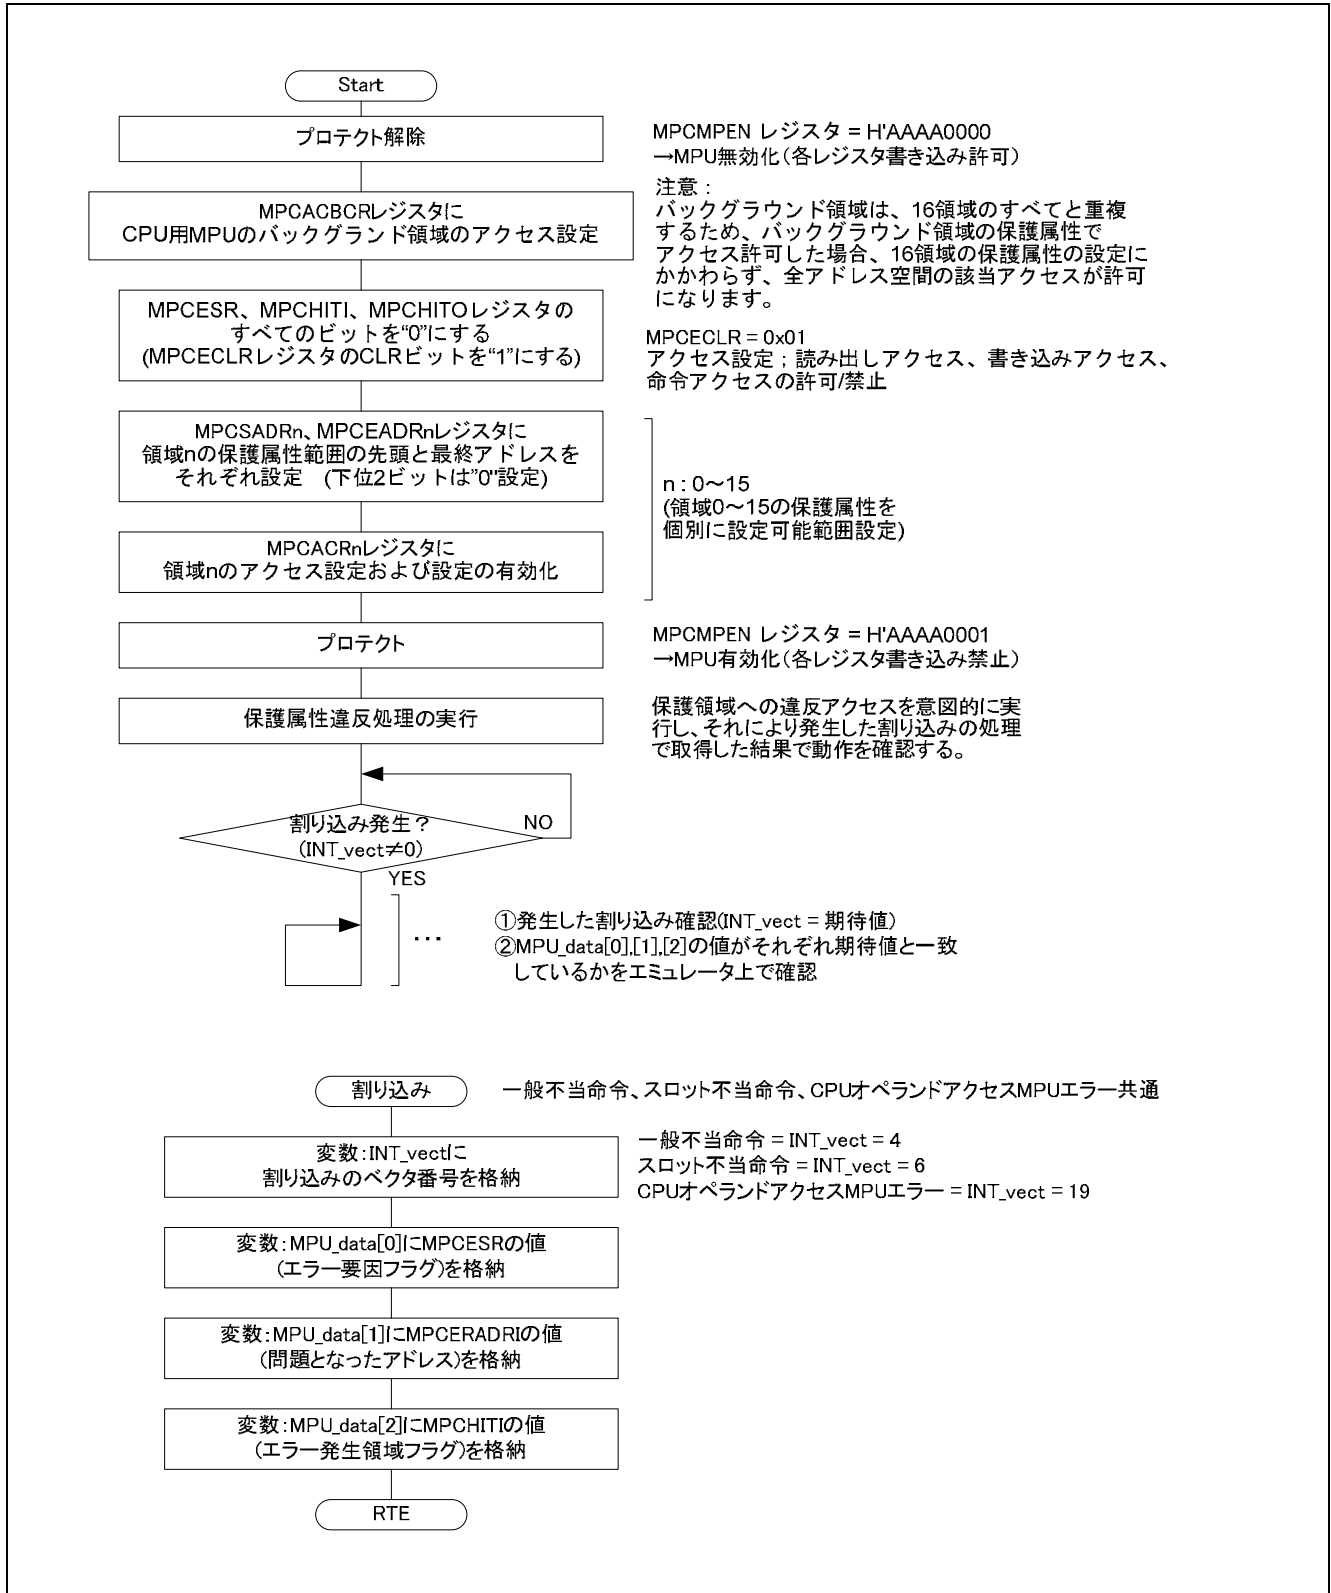 Start
プロテクト解除
MPCMPEN レジスタ = H'AAAA0000
→MPU無効化(各レジスタ書き込み許可)
MPCACBCRレジスタに
CPU用MPUのバックグランド領域のアクセス設定
注意：
バックグラウンド領域は、16領域のすべてと重複
するため、バックグラウンド領域の保護属性で
アクセス許可した場合、16領域の保護属性の設定に
かかわらず、全アドレス空間の該当アクセスが許可
になります。
MPCESR、MPCHITI、MPCHITOレジスタの
すべてのビットを“0”にする
(MPCECLRレジスタのCLRビットを“1”にする)
MPCECLR = 0x01
アクセス設定；読み出しアクセス、書き込みアクセス、
命令アクセスの許可/禁止
MPCSADRn、MPCEADRnレジスタに
領域nの保護属性範囲の先頭と最終アドレスを
それぞれ設定　(下位2ビットは”0”設定)
n : 0～15
(領域0～15の保護属性を
個別に設定可能範囲設定)
MPCACRnレジスタに
領域nのアクセス設定および設定の有効化
プロテクト
MPCMPEN レジスタ = H'AAAA0001
→MPU有効化(各レジスタ書き込み禁止)
保護属性違反処理の実行
保護領域への違反アクセスを意図的に実
行し、それにより発生した割り込みの処理
で取得した結果で動作を確認する。
割り込み発生？
(INT_vect≠0)
NO
YES
…
①発生した割り込み確認(INT_vect = 期待値)
②MPU_data[0],[1],[2]の値がそれぞれ期待値と一致
しているかをエミュレータ上で確認
割り込み
一般不当命令、スロット不当命令、CPUオペランドアクセスMPUエラー共通
変数:INT_vectに
割り込みのベクタ番号を格納
一般不当命令 = INT_vect = 4
スロット不当命令 = INT_vect = 6
CPUオペランドアクセスMPUエラー = INT_vect = 19
変数:MPU_data[0]にMPCESRの値
(エラー要因フラグ)を格納
変数:MPU_data[1]にMPCERADRIの値
(問題となったアドレス)を格納
変数:MPU_data[2]にMPCHITIの値
(エラー発生領域フラグ)を格納
RTE